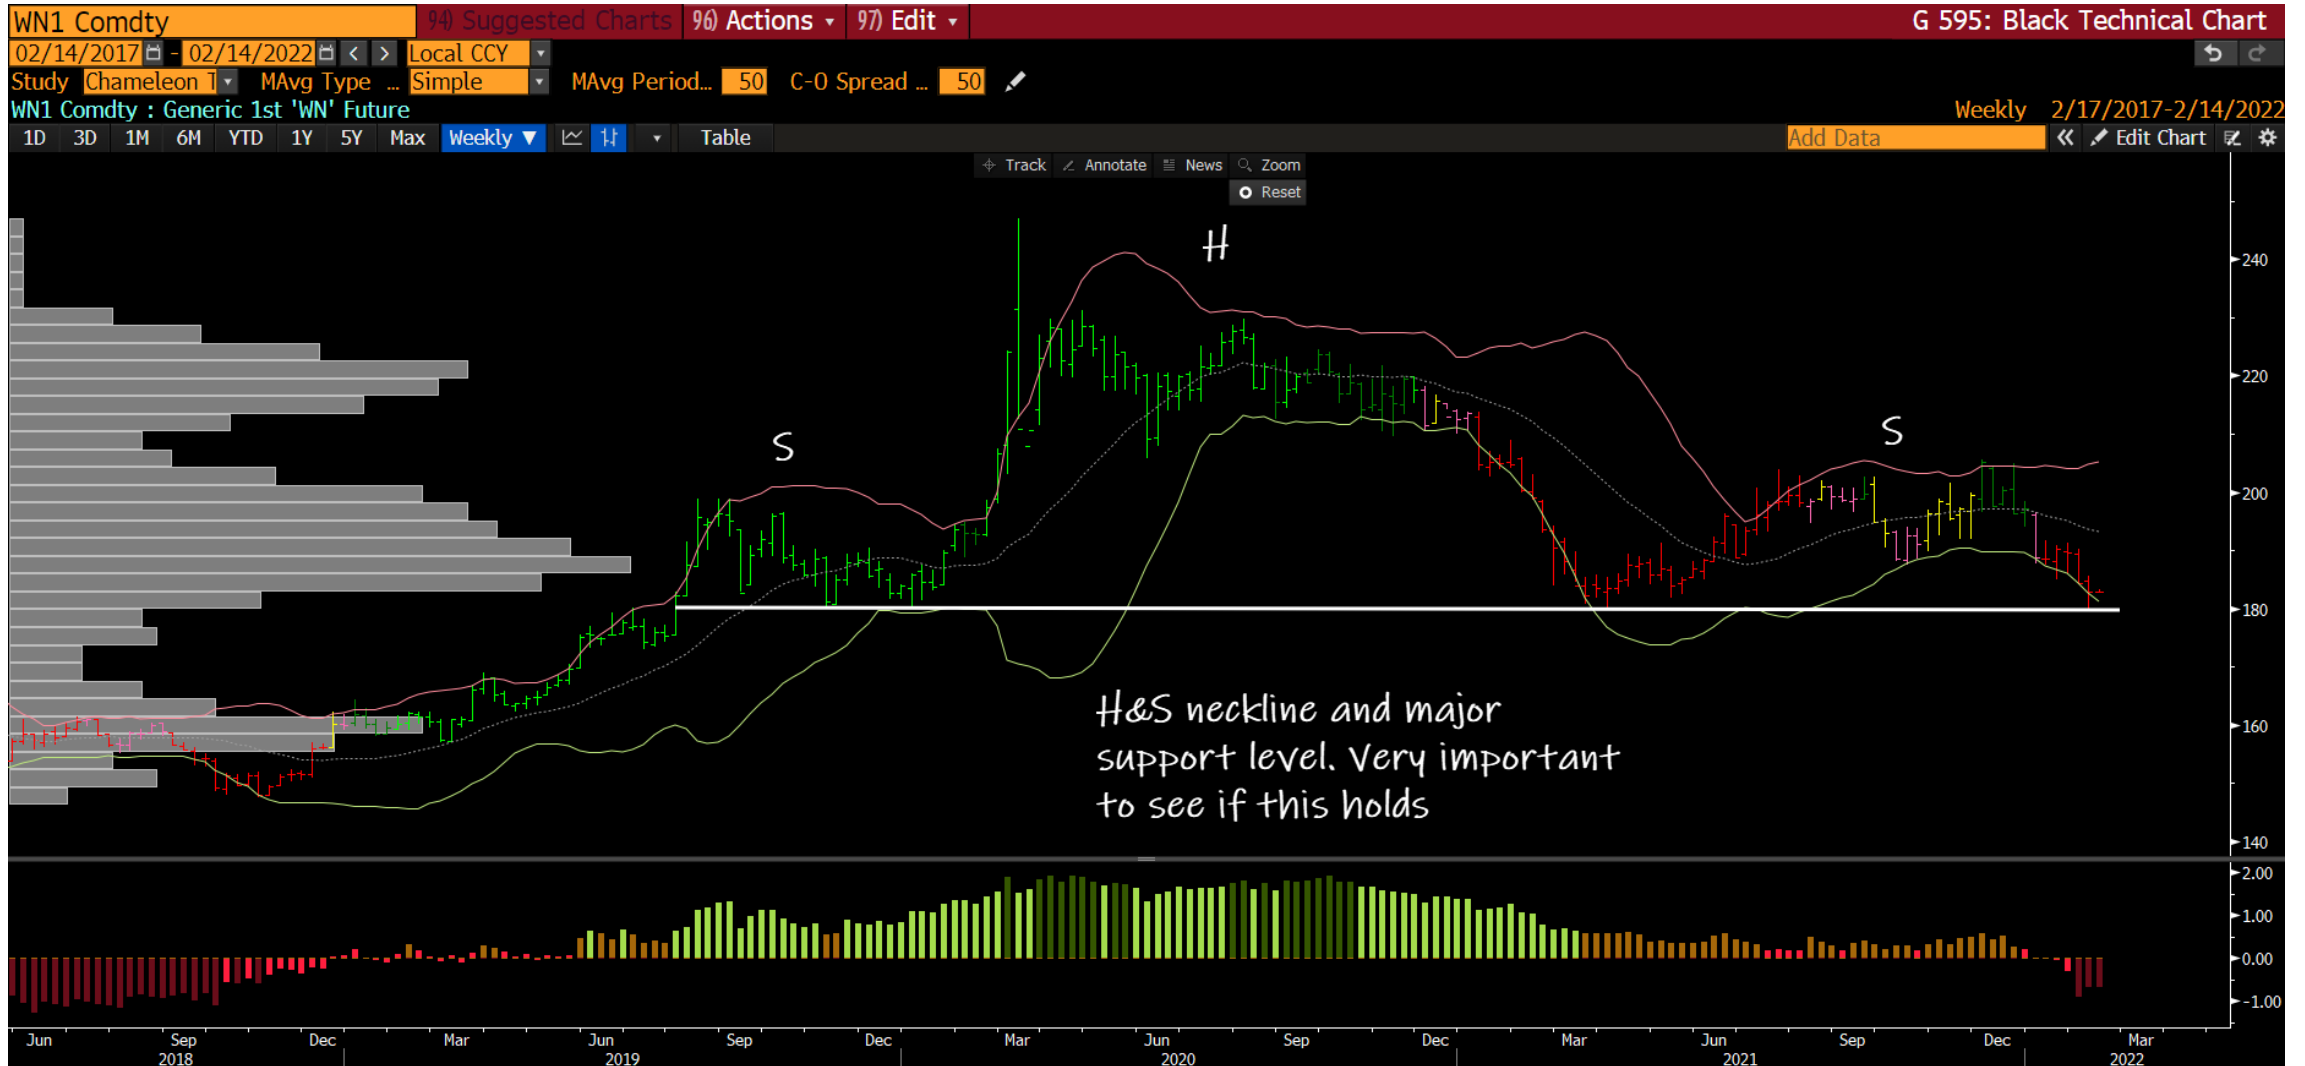 WN1 Comdty 94) Suggested Charts 96) Actions 97) Edit G 595: Black Technical Chart
02/14/2017 - 02/14/2022 < > Local CCY
Study Chameleon T MAvg Type ... Simple MAvg Period... 50 C-O Spread ... 50
WN1 Comdty : Generic 1st 'WN' Future Weekly 2/17/2017-2/14/2022
1D 3D 1M 6M YTD 1Y 5Y Max Weekly ▼ Table Add Data « Edit Chart
Track Annotate News Zoom
Reset
H
240
220
S
S
200
180
H&S neckline and major
support level. Very important
to see if this holds
160
140
2.00
1.00
0.00
-1.00
Jun Sep Dec Mar Jun Sep Dec Mar Jun Sep Dec Mar Jun Sep Dec Mar
2018 2019 2020 2021 2022